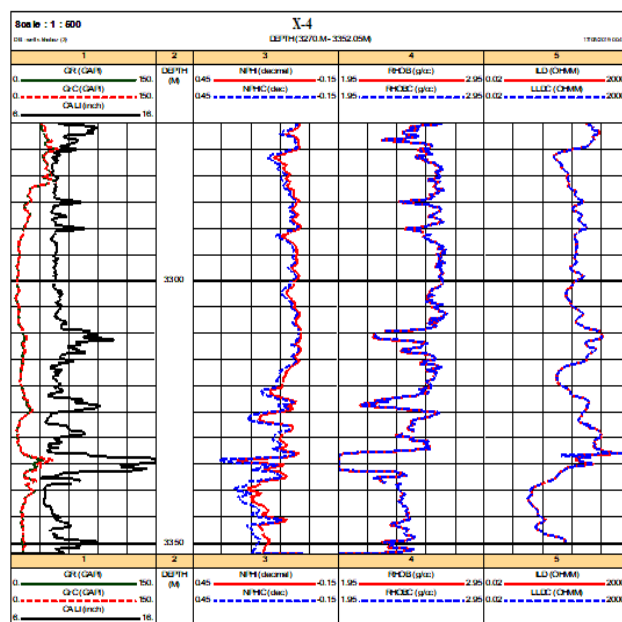 Scale : 1 : 500 X-4
DEPTH (3270.M - 3352.05M)
1 2 3 4 5
GR (GAPI) DEPTH NPHI (decimal) RHOB (g/cc) ILD (OHMM)
0. 150. (M) 0.45 -0.15 1.95 2.95 0.02 2000
GrC (GAPI) NPHIC (dec) RHOBC (g/cc) LLDC (OHMM)
0. 150. 0.45 -0.15 1.95 2.95 0.02 2000
CALI (inch)
6. 16.
3300
3350
1 2 3 4 5
GR (GAPI) DEPTH NPHI (decimal) RHOB (g/cc) ILD (OHMM)
0. 150. (M) 0.45 -0.15 1.95 2.95 0.02 2000
GrC (GAPI) NPHIC (dec) RHOBC (g/cc) LLDC (OHMM)
0. 150. 0.45 -0.15 1.95 2.95 0.02 2000
CALI (inch)
6. 16.